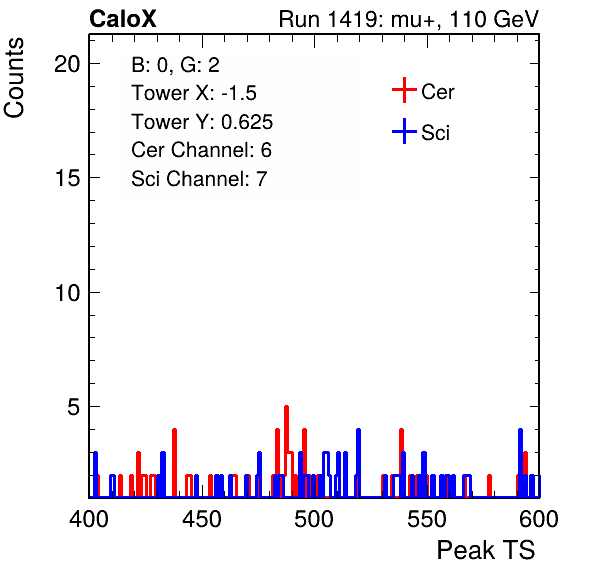 CaloX Run 1419: mu+, 110 GeV
Counts
B: 0, G: 2
Tower X: -1.5
Tower Y: 0.625
Cer Channel: 6
Sci Channel: 7
Cer
Sci
20
15
10
5
400 450 500 550 600
Peak TS